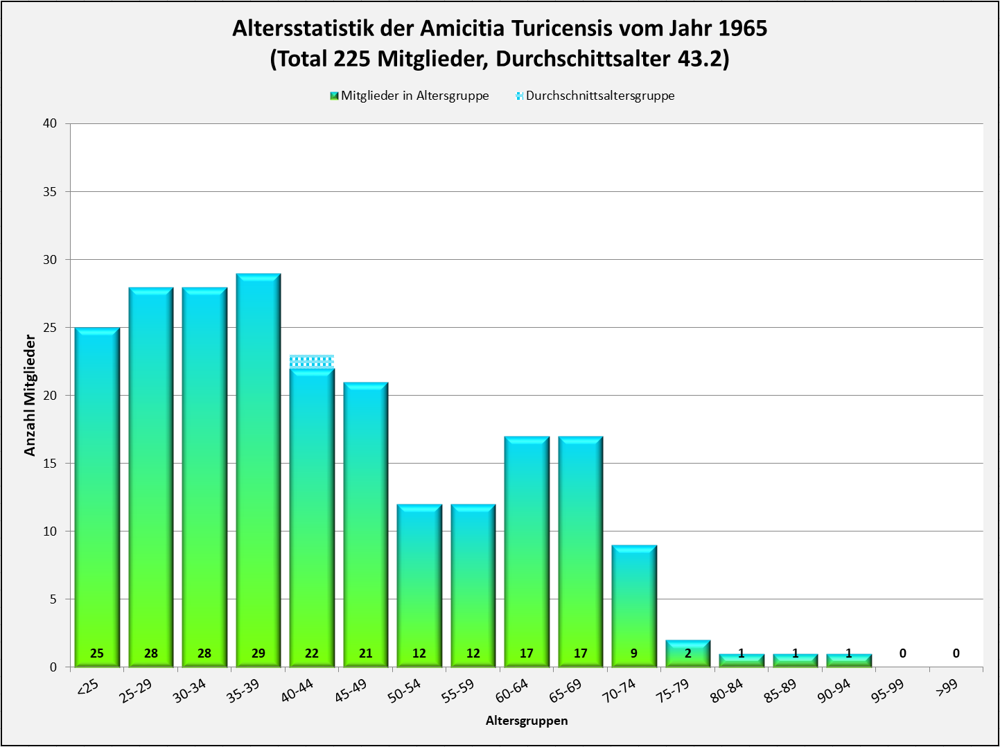 Altersstatistik der Amicitia Turicensis vom Jahr 1965
(Total 225 Mitglieder, Durchschittsalter 43.2)
Mitglieder in Altersgruppe Durchschnittsaltersgruppe
40
35
30
25
20
15
10
5
0
Anzahl Mitglieder
25 28 28 29 22 21 12 12 17 17 9 2 1 1 1 0 0
<25 25-29 30-34 35-39 40-44 45-49 50-54 55-59 60-64 65-69 70-74 75-79 80-84 85-89 90-94 95-99 >99
Altersgruppen